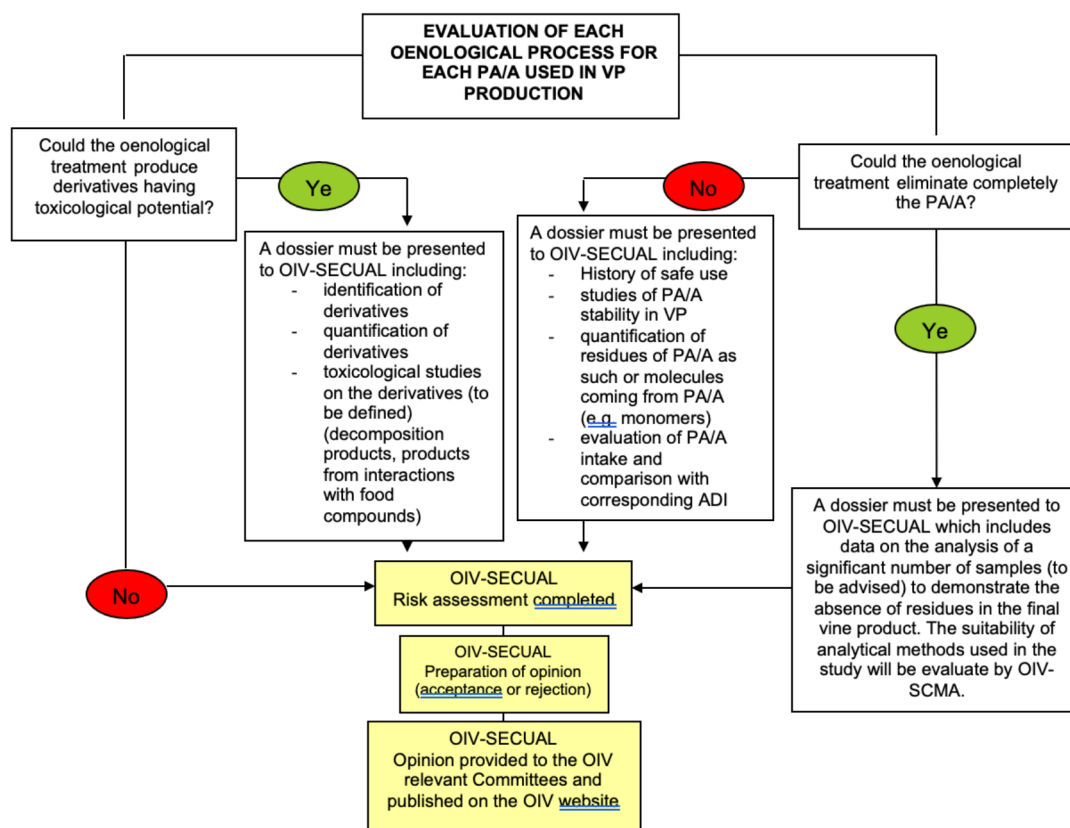 EVALUATION OF EACH
OENOLOGICAL PROCESS FOR
EACH PA/A USED IN VP
PRODUCTION
Could the oenological
treatment produce
derivatives having
toxicological potential?
Ye
No
Could the oenological
treatment eliminate completely
the PA/A?
A dossier must be presented
to OIV-SECUAL including:
- identification of
derivatives
- quantification of
derivatives
- toxicological studies
on the derivatives (to
be defined)
(decomposition
products, products
from interactions
with food
compounds)
A dossier must be presented
to OIV-SECUAL including:
- History of safe use
- studies of PA/A
stability in VP
- quantification of
residues of PA/A as
such or molecules
coming from PA/A
(e.g. monomers)
- evaluation of PA/A
intake and
comparison with
corresponding ADI
Ye
A dossier must be presented to
OIV-SECUAL which includes
data on the analysis of a
significant number of samples (to
be advised) to demonstrate the
absence of residues in the final
vine product. The suitability of
analytical methods used in the
study will be evaluate by OIV-
SCMA.
No
OIV-SECUAL
Risk assessment completed
OIV-SECUAL
Preparation of opinion
(acceptance or rejection)
OIV-SECUAL
Opinion provided to the OIV
relevant Committees and
published on the OIV website